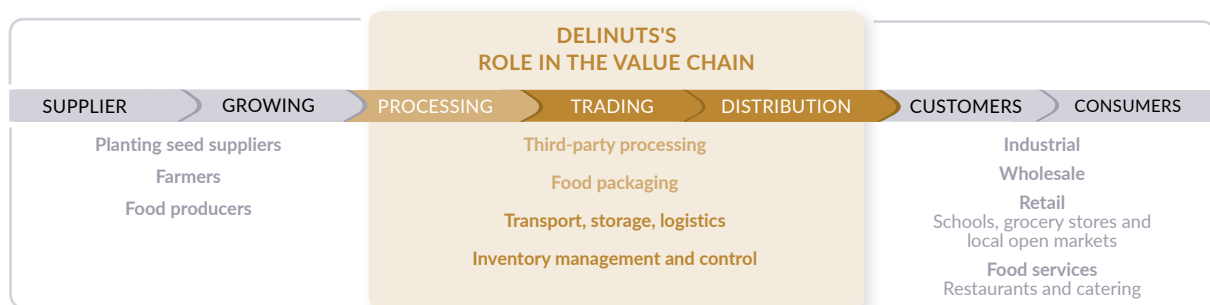 DELINUTS'S
ROLE IN THE VALUE CHAIN
SUPPLIER
GROWING
PROCESSING
TRADING
DISTRIBUTION
CUSTOMERS
CONSUMERS
Planting seed suppliers
Farmers
Food producers
Third-party processing
Food packaging
Transport, storage, logistics
Inventory management and control
Industrial
Wholesale
Retail
Schools, grocery stores and
local open markets
Food services
Restaurants and catering